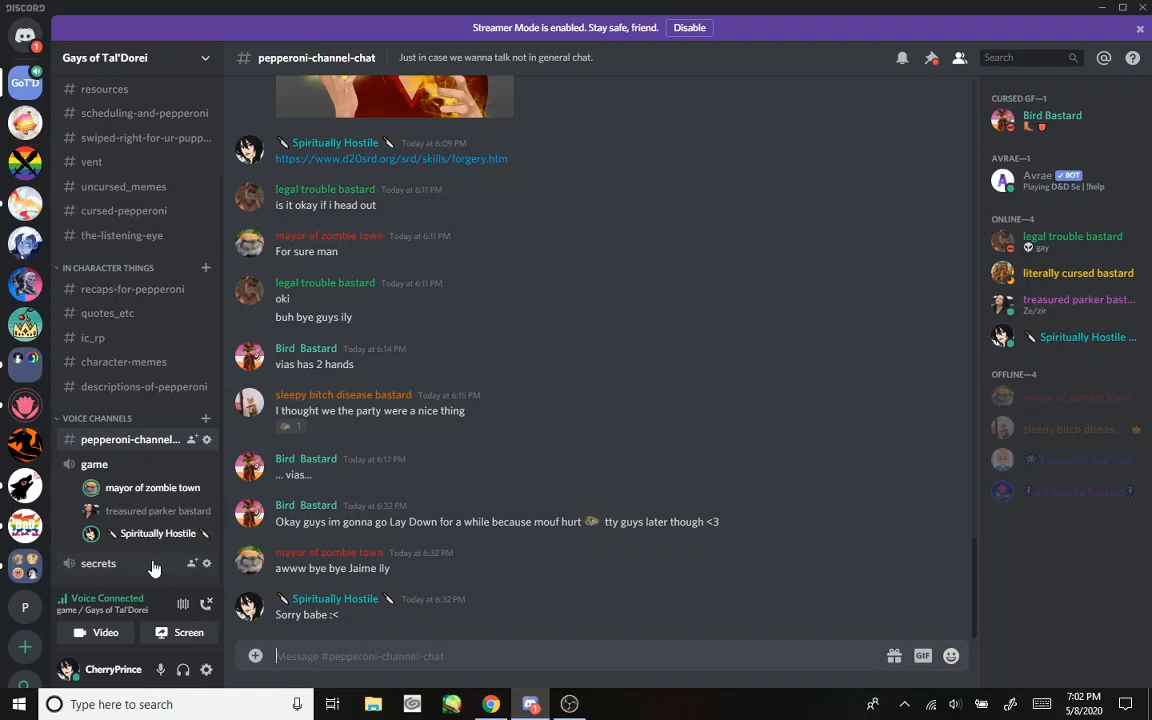 DISCORD
Streamer Mode is enabled. Stay safe, friend.
Disable
1
GoT'D
P
Gays of Tal'Dorei
resources
scheduling-and-pepperoni
swiped-right-for-ur-pupp...
vent
uncursed_memes
cursed-pepperoni
the-listening-eye
IN CHARACTER THINGS
recaps-for-pepperoni
quotes_etc
ic_rp
character-memes
descriptions-of-pepperoni
VOICE CHANNELS
pepperoni-channel...
game
mayor of zombie town
treasured parker bastard
Spiritually Hostile
secrets
Voice Connected
game / Gays of Tal'Dorei
Video
Screen
CherryPrince
# pepperoni-channel-chat
Just in case we wanna talk not in general chat.
Search
Spiritually Hostile Today at 6:09 PM
https://www.d20srd.org/srd/skills/forgery.htm
legal trouble bastard Today at 6:11 PM
is it okay if i head out
mayor of zombie town Today at 6:11 PM
For sure man
legal trouble bastard Today at 6:11 PM
oki
buh bye guys ily
Bird Bastard Today at 6:14 PM
vias has 2 hands
sleepy bitch disease bastard Today at 6:15 PM
I thought we the party were a nice thing
1
Bird Bastard Today at 6:17 PM
... vias...
Bird Bastard Today at 6:32 PM
Okay guys im gonna go Lay Down for a while because mouf hurt tty guys later though <3
mayor of zombie town Today at 6:32 PM
awww bye bye Jaime ily
Spiritually Hostile Today at 6:32 PM
Sorry babe :<
Message #pepperoni-channel-chat
GIF
CURSED GF—1
Bird Bastard
AVRAE—1
Avrae BOT
Playing D&D 5e | !help
ONLINE—4
legal trouble bastard
gay
literally cursed bastard
treasured parker bast...
Ze/zir
Spiritually Hostile ...
OFFLINE—4
mayor of zombie town
sleepy bitch diseas...
Type here to search
7:02 PM
5/8/2020